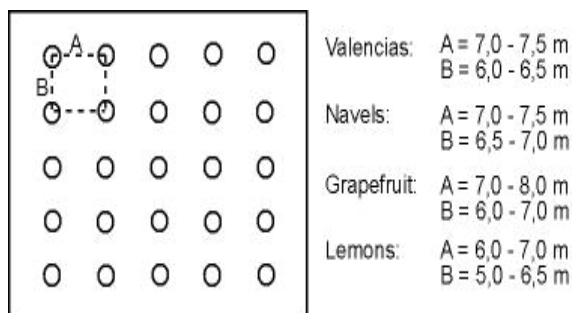 A
B
Valencias: A = 7,0 - 7,5 m
B = 6,0 - 6,5 m
Navels: A = 7,0 - 7,5 m
B = 6,5 - 7,0 m
Grapefruit: A = 7,0 - 8,0 m
B = 6,0 - 7,0 m
Lemons: A = 6,0 - 7,0 m
B = 5,0 - 6,5 m